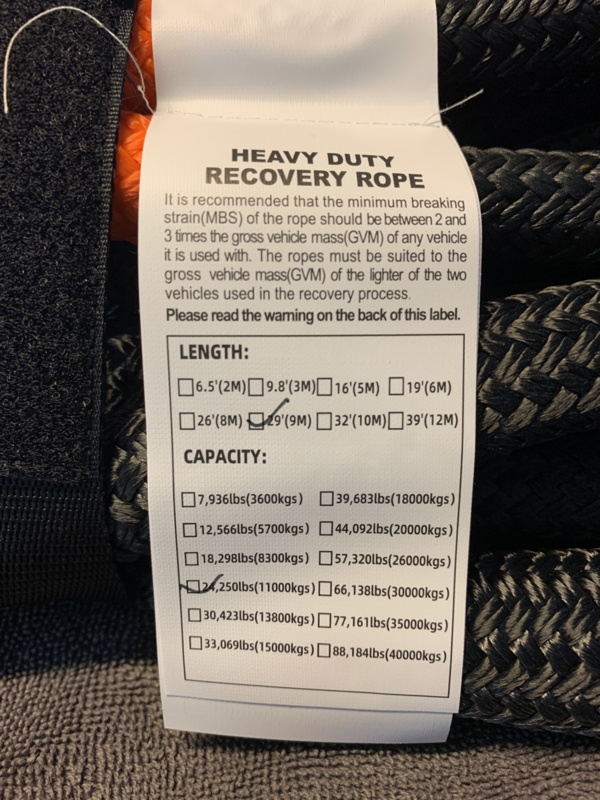 HEAVY DUTY
RECOVERY ROPE
It is recommended that the minimum breaking
strain(MBS) of the rope should be between 2 and
3 times the gross vehicle mass(GVM) of any vehicle
it is used with. The ropes must be suited to the
gross vehicle mass(GVM) of the lighter of the two
vehicles used in the recovery process.
Please read the warning on the back of this label.
LENGTH:
☐6.5'(2M) ☐9.8'(3M) ☐16'(5M) ☐19'(6M)
☐26'(8M) ☑29'(9M) ☐32'(10M) ☐39'(12M)
CAPACITY:
☐7,936lbs(3600kgs) ☐39,683lbs(18000kgs)
☐12,566lbs(5700kgs) ☐44,092lbs(20000kgs)
☐18,298lbs(8300kgs) ☐57,320lbs(26000kgs)
☑24,250lbs(11000kgs) ☐66,138lbs(30000kgs)
☐30,423lbs(13800kgs) ☐77,161lbs(35000kgs)
☐33,069lbs(15000kgs) ☐88,184lbs(40000kgs)